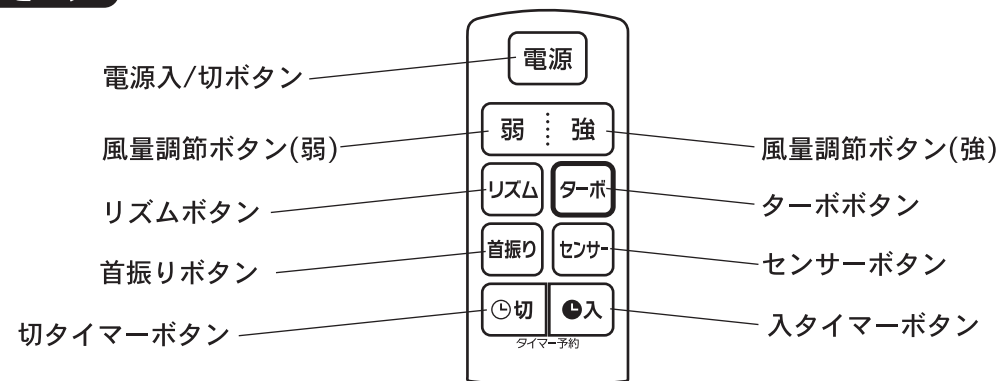 電源
電源入/切ボタン
弱 強
風量調節ボタン(弱)
風量調節ボタン(強)
リズム ターボ
リズムボタン
ターボボタン
首振り センサー
首振りボタン
センサーボタン
切 入
切タイマーボタン
入タイマーボタン
タイマー予約